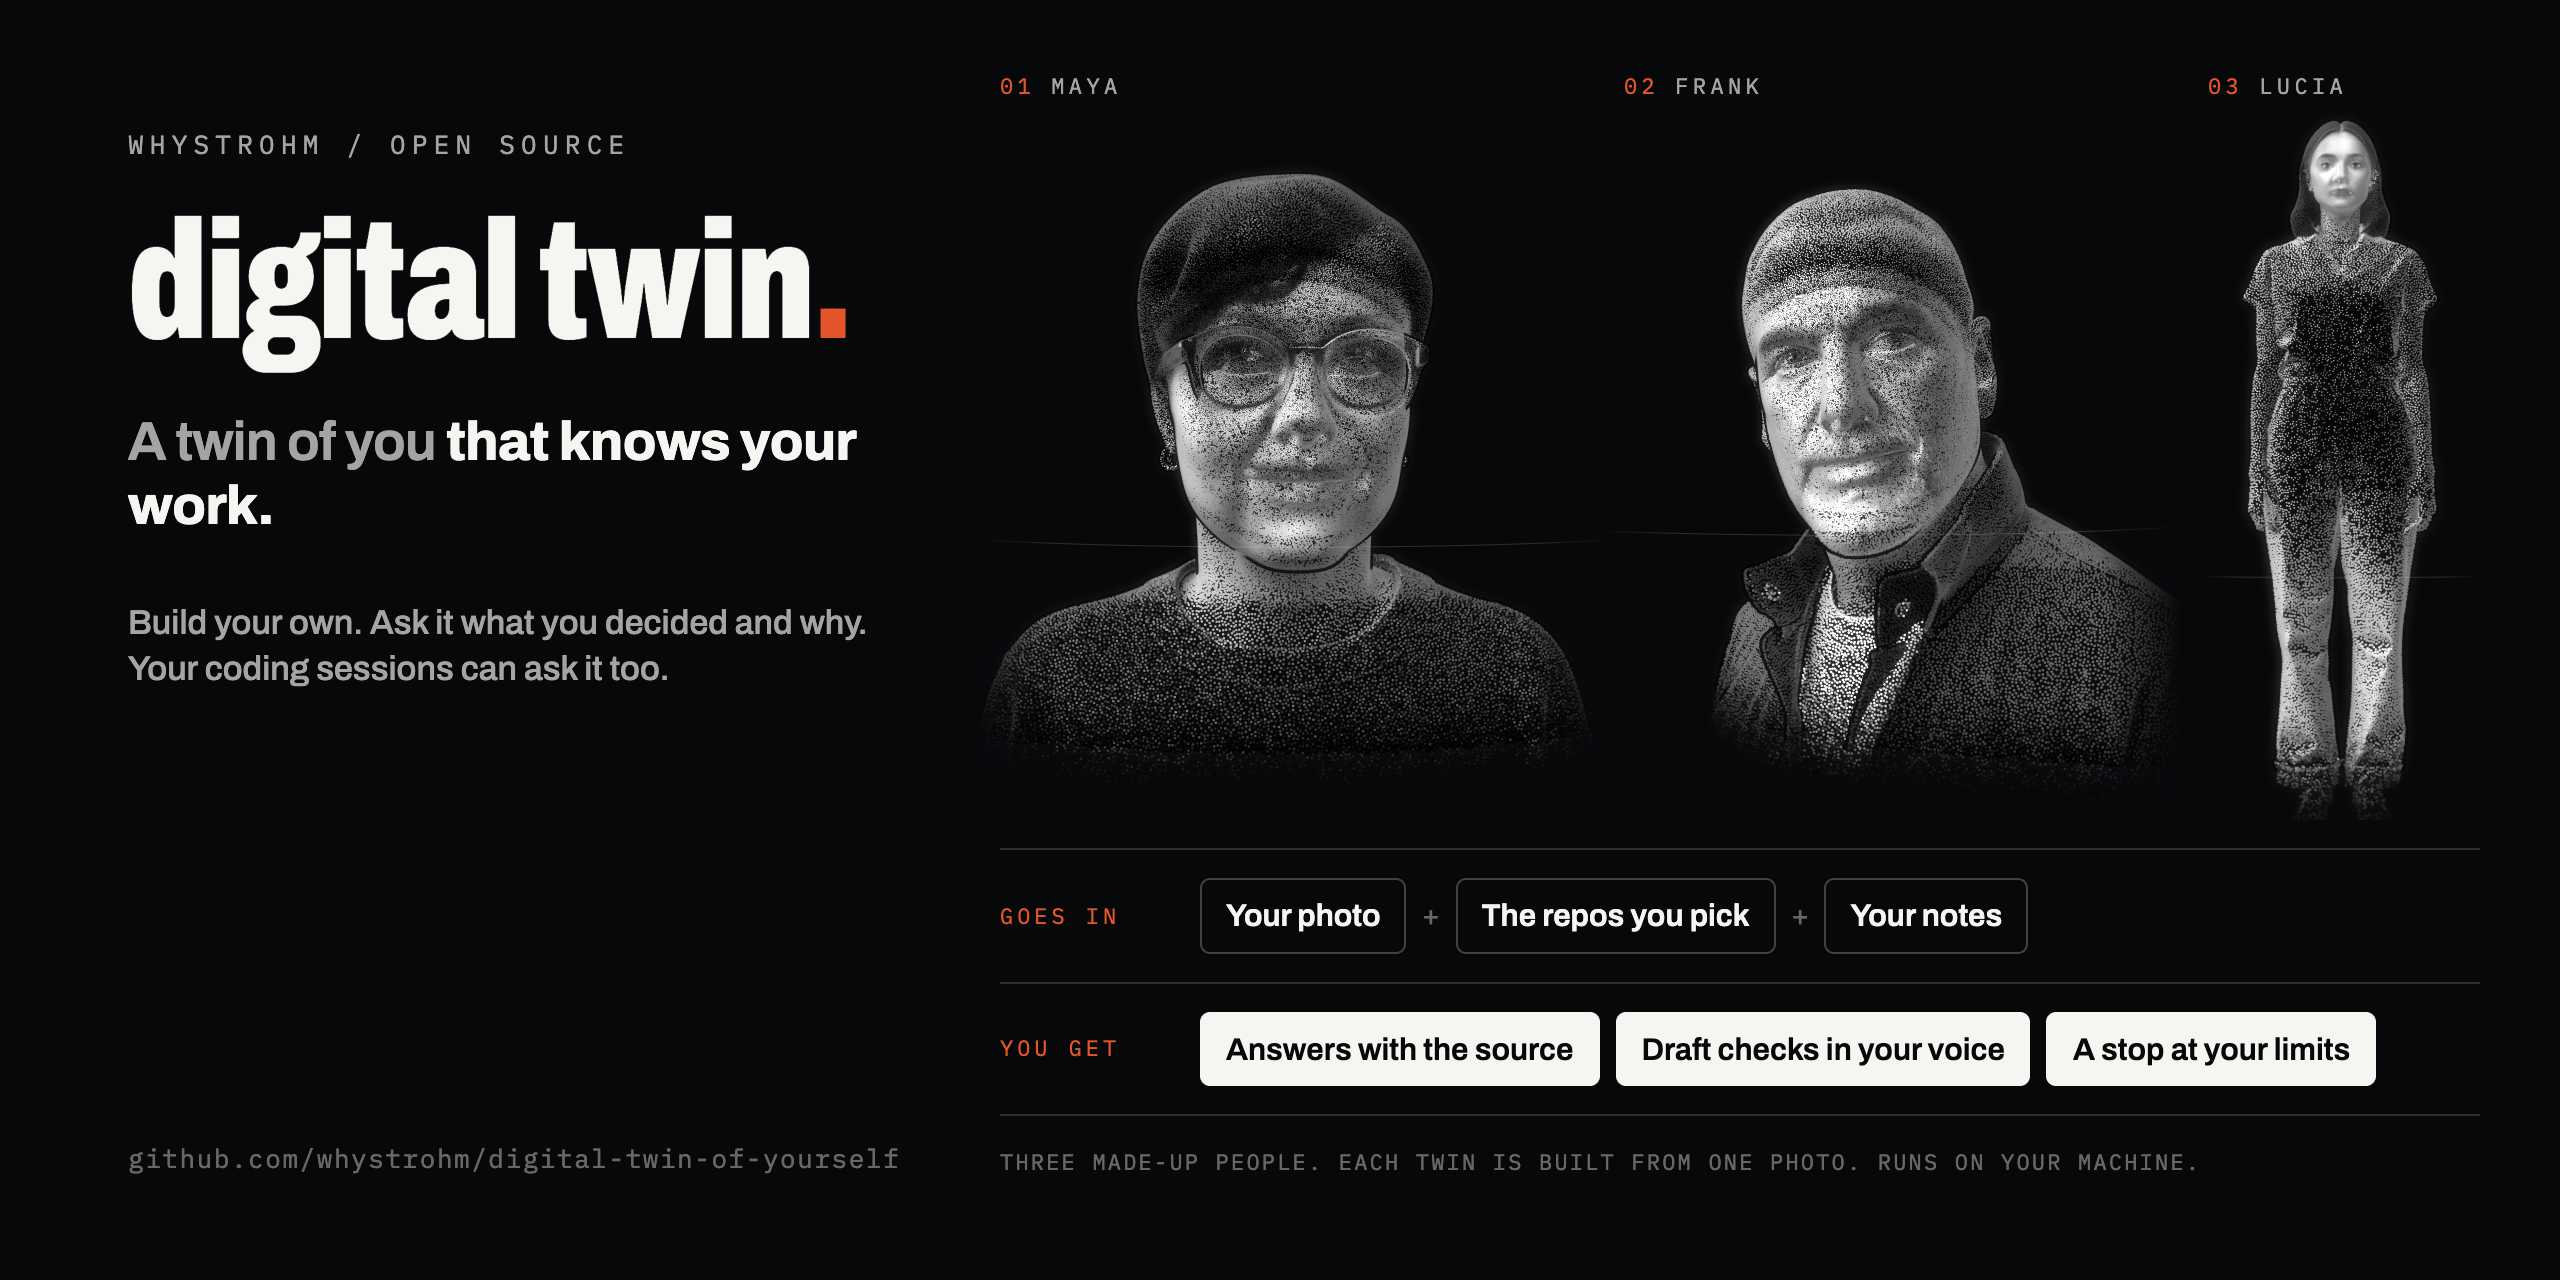 WHYSTROHM / OPEN SOURCE
digital twin.
A twin of you that knows your
work.
Build your own. Ask it what you decided and why.
Your coding sessions can ask it too.
github.com/whystrohm/digital-twin-of-yourself
01 MAYA
02 FRANK
03 LUCIA
GOES IN
Your photo + The repos you pick + Your notes
YOU GET
Answers with the source
Draft checks in your voice
A stop at your limits
THREE MADE-UP PEOPLE. EACH TWIN IS BUILT FROM ONE PHOTO. RUNS ON YOUR MACHINE.